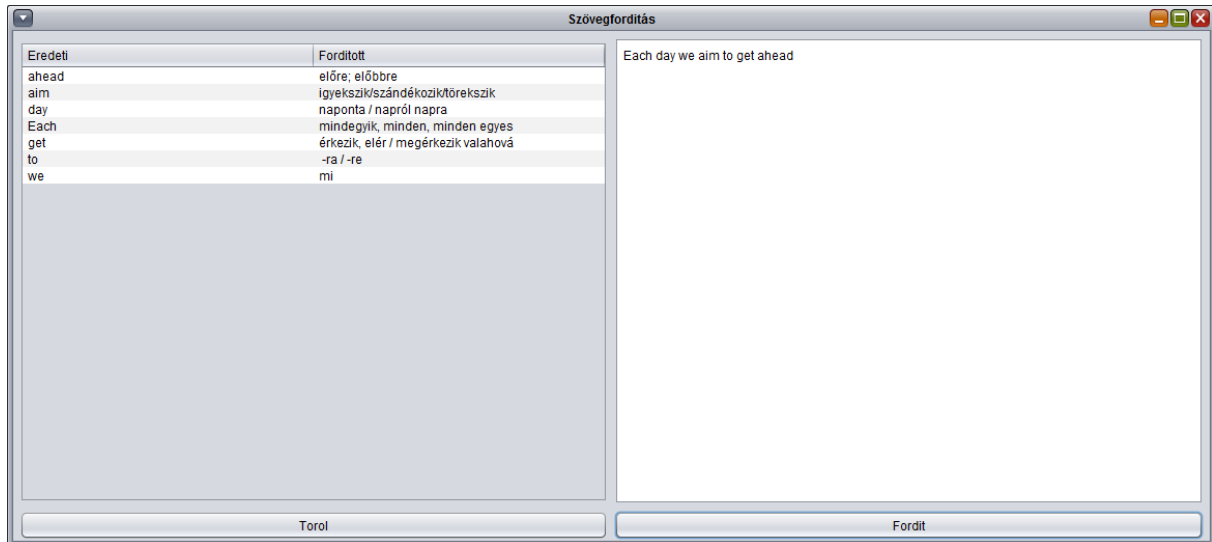 Szövegforditás
Eredeti Forditott
ahead előre; előbbre
aim igyekszik/szándékozik/törekszik
day naponta / napról napra
Each mindegyik, minden, minden egyes
get érkezik, elér / megérkezik valahová
to -ra / -re
we mi
Torol
Each day we aim to get ahead
Fordit